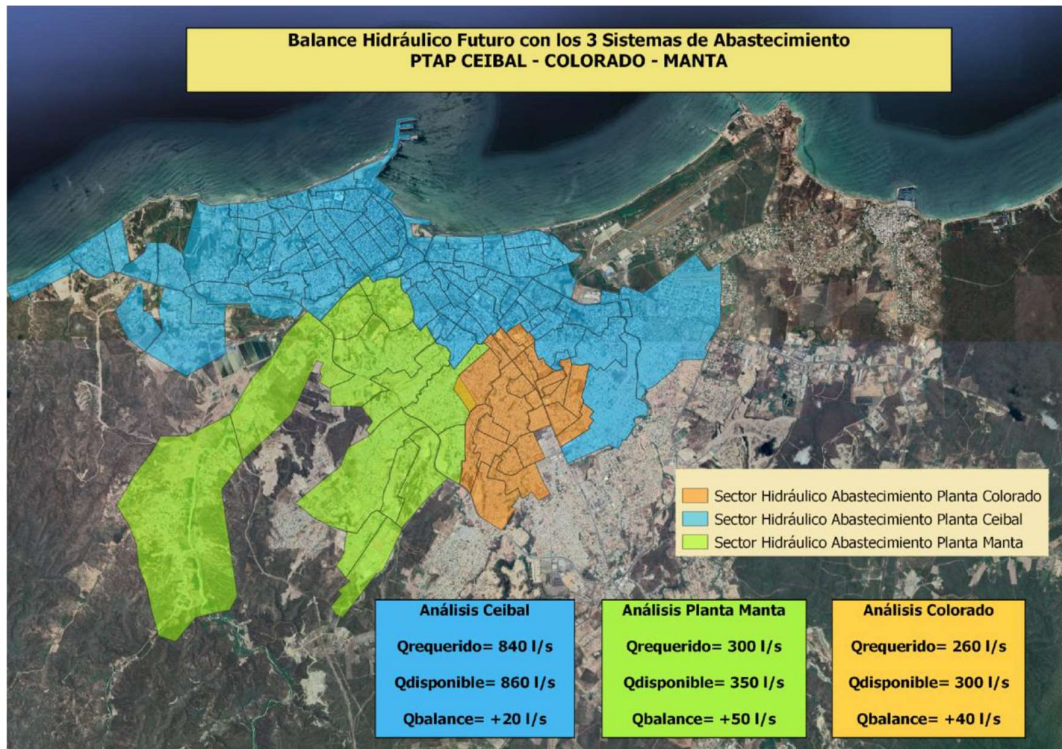 Balance Hidráulico Futuro con los 3 Sistemas de Abastecimiento
PTAP CEIBAL - COLORADO - MANTA
Sector Hidráulico Abastecimiento Planta Colorado
Sector Hidráulico Abastecimiento Planta Ceibal
Sector Hidráulico Abastecimiento Planta Manta
Análisis Ceibal
Qrequerido= 840 l/s
Qdisponible= 860 l/s
Qbalance= +20 l/s
Análisis Planta Manta
Qrequerido= 300 l/s
Qdisponible= 350 l/s
Qbalance= +50 l/s
Análisis Colorado
Qrequerido= 260 l/s
Qdisponible= 300 l/s
Qbalance= +40 l/s